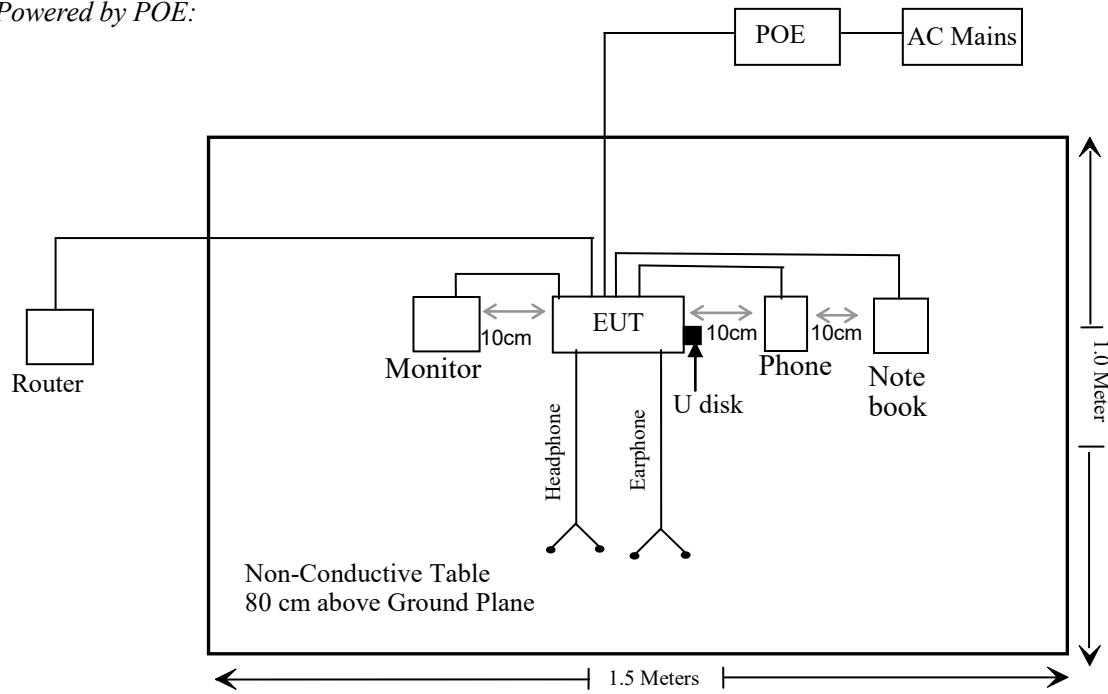 Powered by POE:
POE
AC Mains
EUT
10cm
10cm
10cm
Monitor
Phone
Note
book
Router
U disk
Headphone
Earphone
1.0 Meter
Non-Conductive Table
80 cm above Ground Plane
1.5 Meters